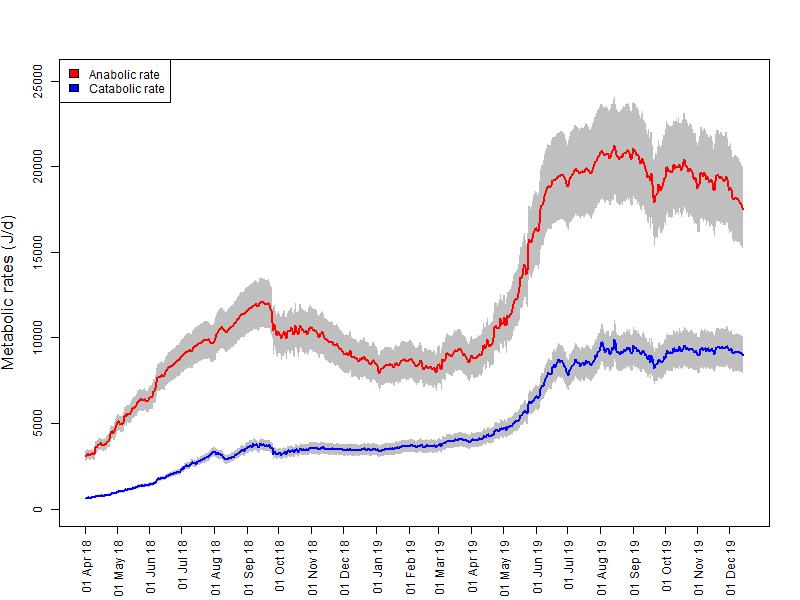 Anabolic rate
Catabolic rate
Metabolic rates (J/d)
25000
20000
15000
10000
5000
0
01 Apr 18
01 May 18
01 Jun 18
01 Jul 18
01 Aug 18
01 Sep 18
01 Oct 18
01 Nov 18
01 Dec 18
01 Jan 19
01 Feb 19
01 Mar 19
01 Apr 19
01 May 19
01 Jun 19
01 Jul 19
01 Aug 19
01 Sep 19
01 Oct 19
01 Nov 19
01 Dec 19